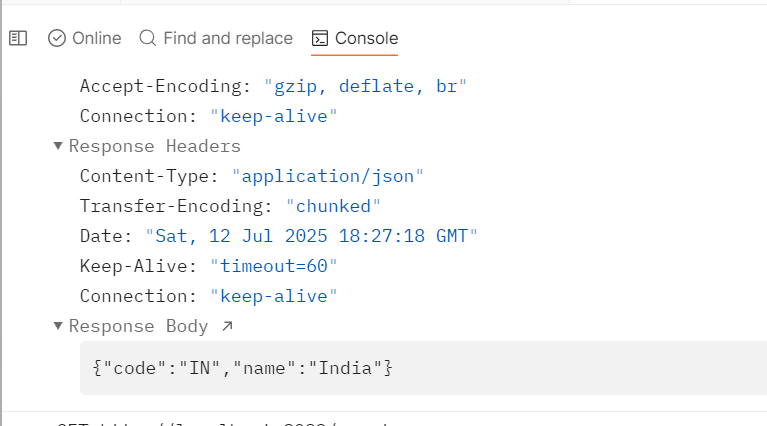 Online Find and replace Console
Accept-Encoding: "gzip, deflate, br"
Connection: "keep-alive"
Response Headers
Content-Type: "application/json"
Transfer-Encoding: "chunked"
Date: "Sat, 12 Jul 2025 18:27:18 GMT"
Keep-Alive: "timeout=60"
Connection: "keep-alive"
Response Body
{"code":"IN","name":"India"}